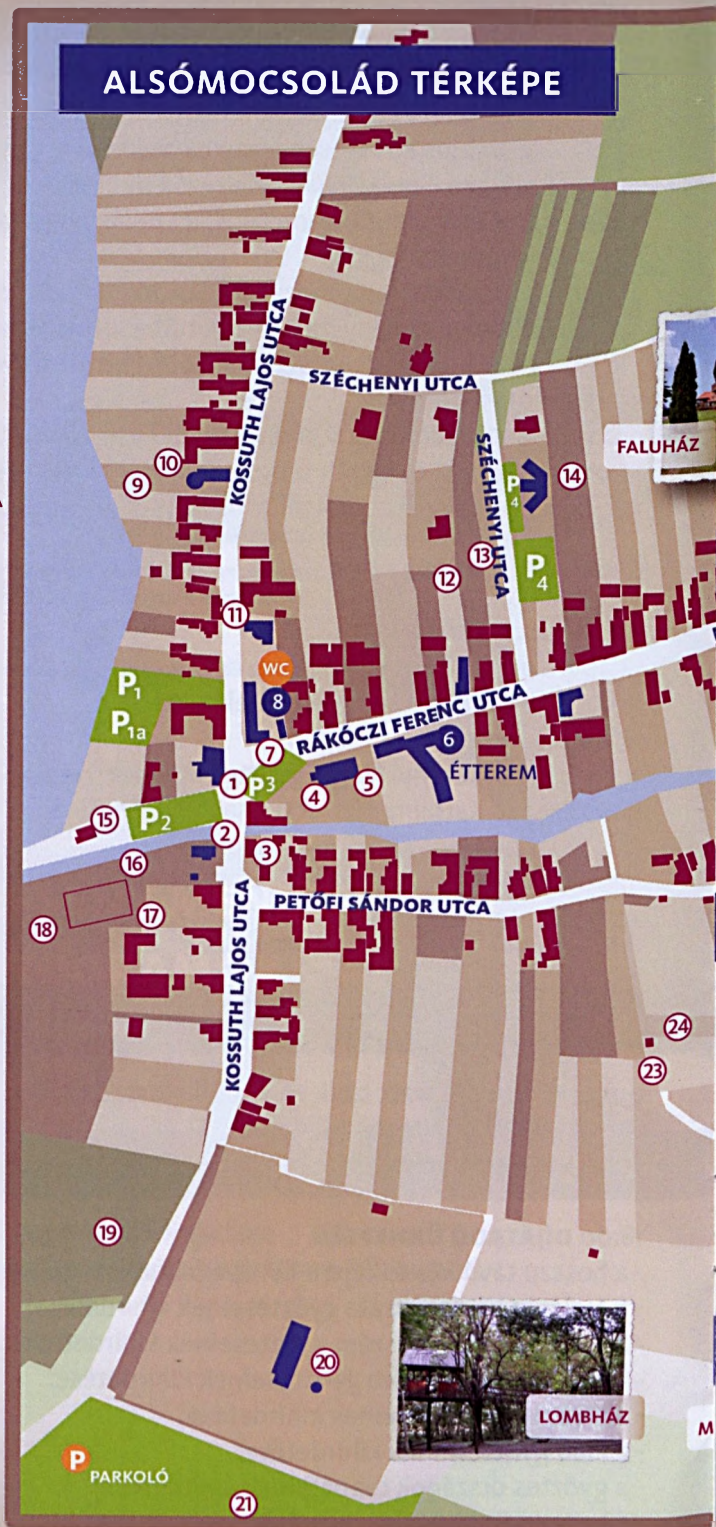 ALSÓMOCSOLÁD TÉRKÉPE
KOSSUTH LAJOS UTCA
SZÉCHENYI UTCA
FALUHÁZ
SZÉCHENYI UTCA
10
9
14
P4
13
P4
12
11
WC
P1
P1a
8
RÁKÓCZI FERENC UTCA
7
6
ÉTTEREM
1
P3
4
5
15
P2
2
16
3
PETŐFI SÁNDOR UTCA
17
18
KOSSUTH LAJOS UTCA
24
23
19
20
LOMBHÁZ
M
P
PARKOLÓ
21